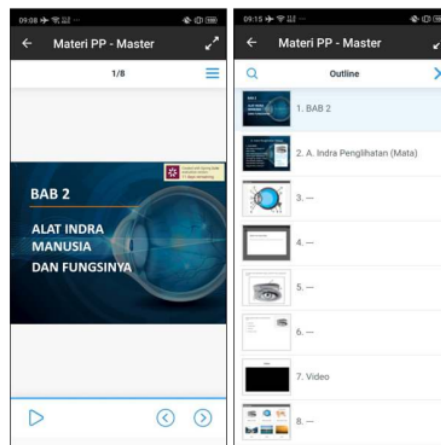 09:08
Materi PP - Master
1/8
BAB 2
ALAT INDRA
MANUSIA
DAN FUNGSINYA
09:15
Materi PP - Master
Outline
1. BAB 2
2. A. Indra Penglihatan (Mata)
3. —
4. —
5. —
6. —
7. Video
8. —